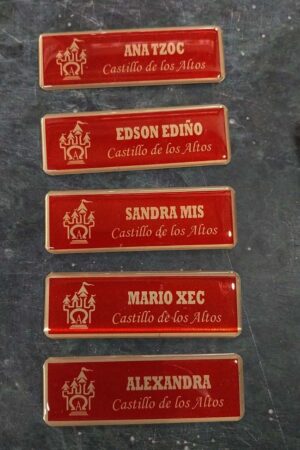 ANA TZOC
Castillo de los Altos
A
EDSON EDIÑO
Castillo de los Altos
A
SANDRA MIS
Castillo de los Altos
A
MARIO XEC
Castillo de los Altos
A
ALEXANDRA
Castillo de los Altos
A